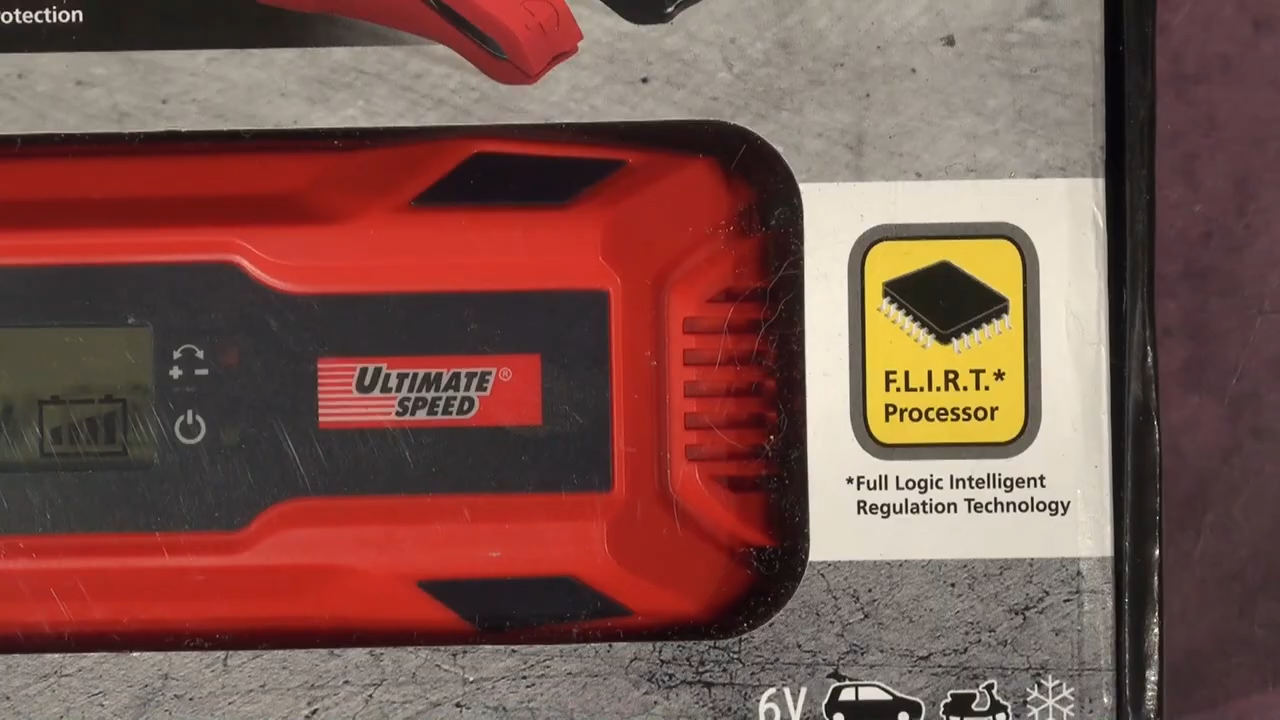 otection
ULTIMATE ®
SPEED
F.L.I.R.T.*
Processor
*Full Logic Intelligent
Regulation Technology
6V